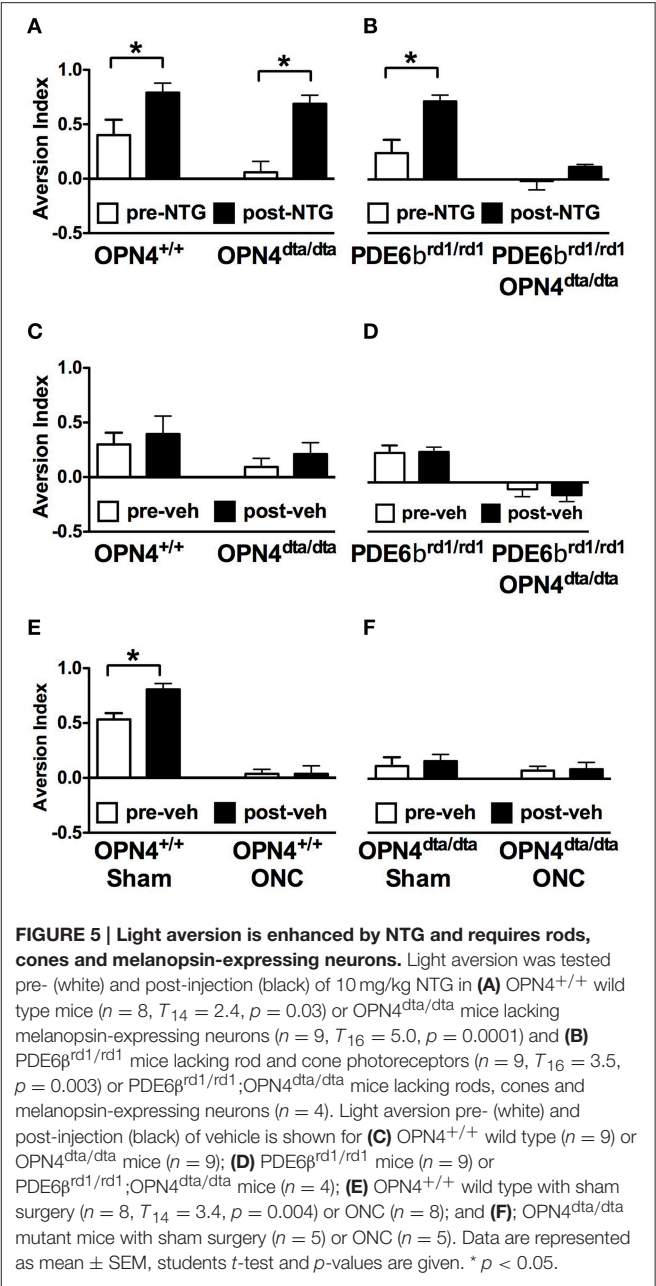 A
B
* * *
1.0
0.5
0.0
-0.5
Aversion Index
pre-NTG post-NTG pre-NTG post-NTG
OPN4+/+ OPN4dta/dta PDE6brd1/rd1 PDE6brd1/rd1
OPN4dta/dta
C
D
1.0
0.5
0.0
-0.5
Aversion Index
pre-veh post-veh pre-veh post-veh
OPN4+/+ OPN4dta/dta PDE6brd1/rd1 PDE6brd1/rd1
OPN4dta/dta
E
F
*
1.0
0.5
0.0
-0.5
Aversion Index
pre-veh post-veh pre-veh post-veh
OPN4+/+ OPN4+/+ OPN4dta/dta OPN4dta/dta
Sham ONC Sham ONC
FIGURE 5 | Light aversion is enhanced by NTG and requires rods,
cones and melanopsin-expressing neurons. Light aversion was tested
pre- (white) and post-injection (black) of 10 mg/kg NTG in (A) OPN4+/+ wild
type mice (n = 8, T14 = 2.4, p = 0.03) or OPN4dta/dta mice lacking
melanopsin-expressing neurons (n = 9, T16 = 5.0, p = 0.0001) and (B)
PDE6βrd1/rd1 mice lacking rod and cone photoreceptors (n = 9, T16 = 3.5,
p = 0.003) or PDE6βrd1/rd1;OPN4dta/dta mice lacking rods, cones and
melanopsin-expressing neurons (n = 4). Light aversion pre- (white) and
post-injection (black) of vehicle is shown for (C) OPN4+/+ wild type (n = 9) or
OPN4dta/dta mice (n = 9); (D) PDE6βrd1/rd1 mice (n = 9) or
PDE6βrd1/rd1;OPN4dta/dta mice (n = 4); (E) OPN4+/+ wild type with sham
surgery (n = 8, T14 = 3.4, p = 0.004) or ONC (n = 8); and (F); OPN4dta/dta
mutant mice with sham surgery (n = 5) or ONC (n = 5). Data are represented
as mean ± SEM, students t-test and p-values are given. * p < 0.05.